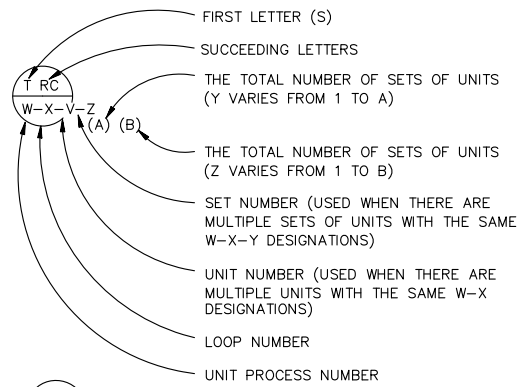 FIRST LETTER (S)
SUCCEEDING LETTERS
T RC
W-X-V-Z
(A) (B)
THE TOTAL NUMBER OF SETS OF UNITS
(Y VARIES FROM 1 TO A)
THE TOTAL NUMBER OF SETS OF UNITS
(Z VARIES FROM 1 TO B)
SET NUMBER (USED WHEN THERE ARE
MULTIPLE SETS OF UNITS WITH THE SAME
W-X-Y DESIGNATIONS)
UNIT NUMBER (USED WHEN THERE ARE
MULTIPLE UNITS WITH THE SAME W-X
DESIGNATIONS)
LOOP NUMBER
UNIT PROCESS NUMBER